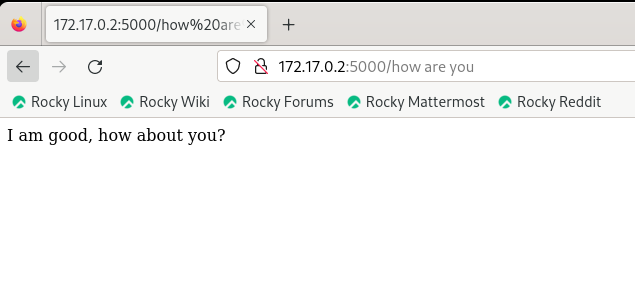 172.17.0.2:5000/how%20are
172.17.0.2:5000/how are you
Rocky Linux Rocky Wiki Rocky Forums Rocky Mattermost Rocky Reddit
I am good, how about you?